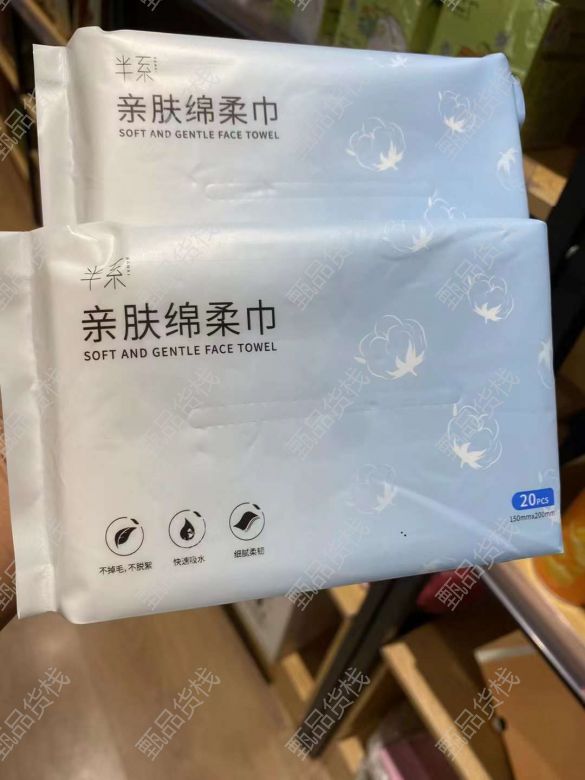 半系
亲肤绵柔巾
SOFT AND GENTLE FACE TOWEL
半系
亲肤绵柔巾
SOFT AND GENTLE FACE TOWEL
20PCS
150mmx200mm
不掉毛,不脱絮
快速吸水
细腻柔韧
甄品货栈